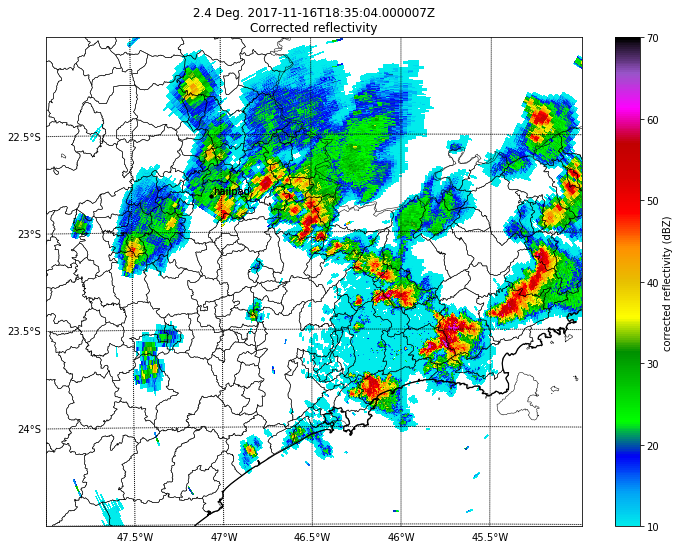 2.4 Deg. 2017-11-16T18:35:04.000007Z
Corrected reflectivity
22.5°S
23°S
23.5°S
24°S
47.5°W
47°W
46.5°W
46°W
45.5°W
70
60
50
40
30
20
10
corrected reflectivity (dBZ)